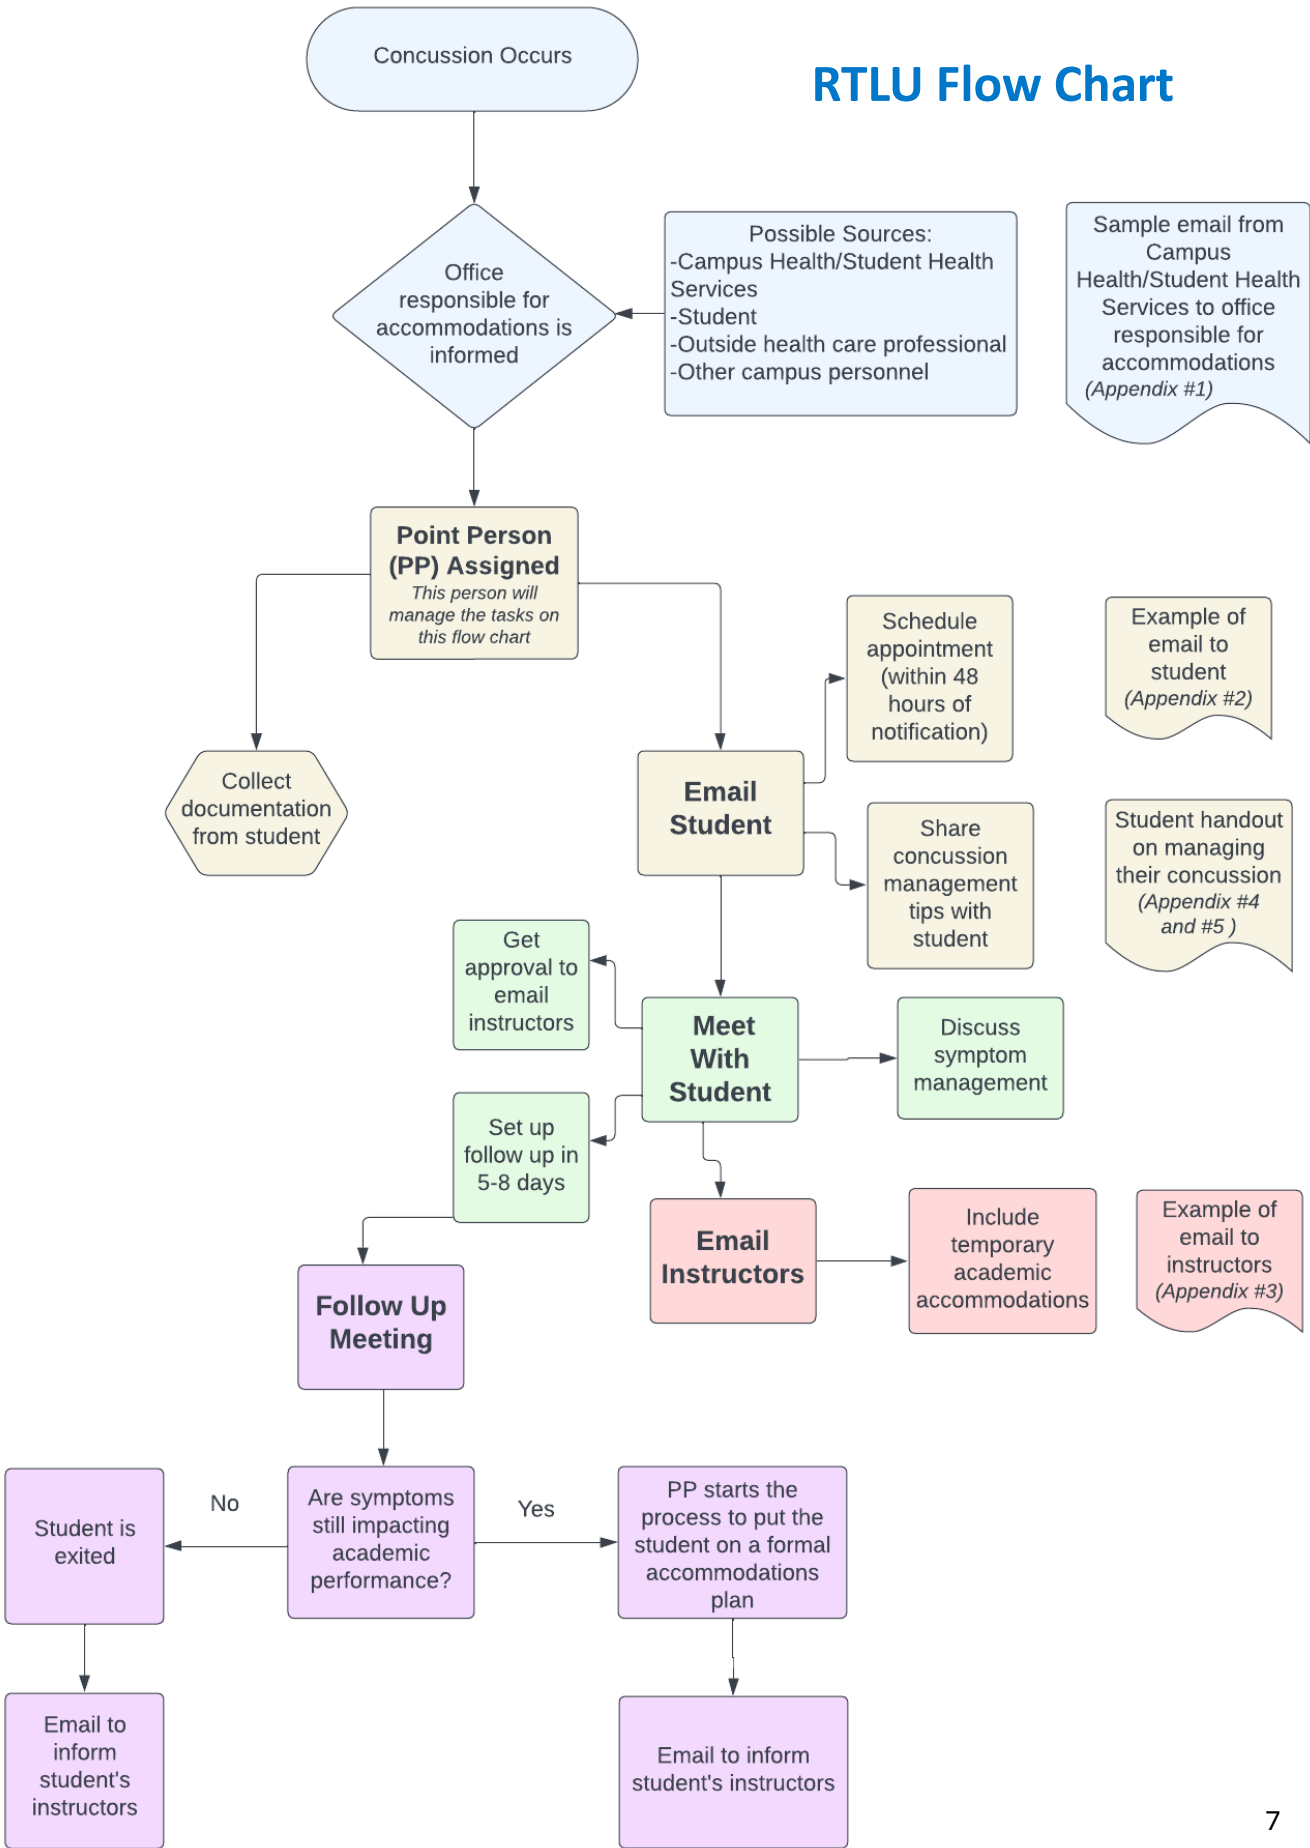 Concussion Occurs
RTLU Flow Chart
Office
responsible for
accommodations is
informed
Possible Sources:
-Campus Health/Student Health
Services
-Student
-Outside health care professional
-Other campus personnel
Sample email from
Campus
Health/Student Health
Services to office
responsible for
accommodations
(Appendix #1)
Point Person
(PP) Assigned
This person will
manage the tasks on
this flow chart
Schedule
appointment
(within 48
hours of
notification)
Example of
email to
student
(Appendix #2)
Collect
documentation
from student
Email
Student
Share
concussion
management
tips with
student
Student handout
on managing
their concussion
(Appendix #4
and #5 )
Get
approval to
email
instructors
Meet
With
Student
Discuss
symptom
management
Set up
follow up in
5-8 days
Email
Instructors
Include
temporary
academic
accommodations
Example of
email to
instructors
(Appendix #3)
Follow Up
Meeting
Student is
exited
No
Are symptoms
still impacting
academic
performance?
Yes
PP starts the
process to put the
student on a formal
accommodations
plan
Email to
inform
student's
instructors
Email to inform
student's instructors
7